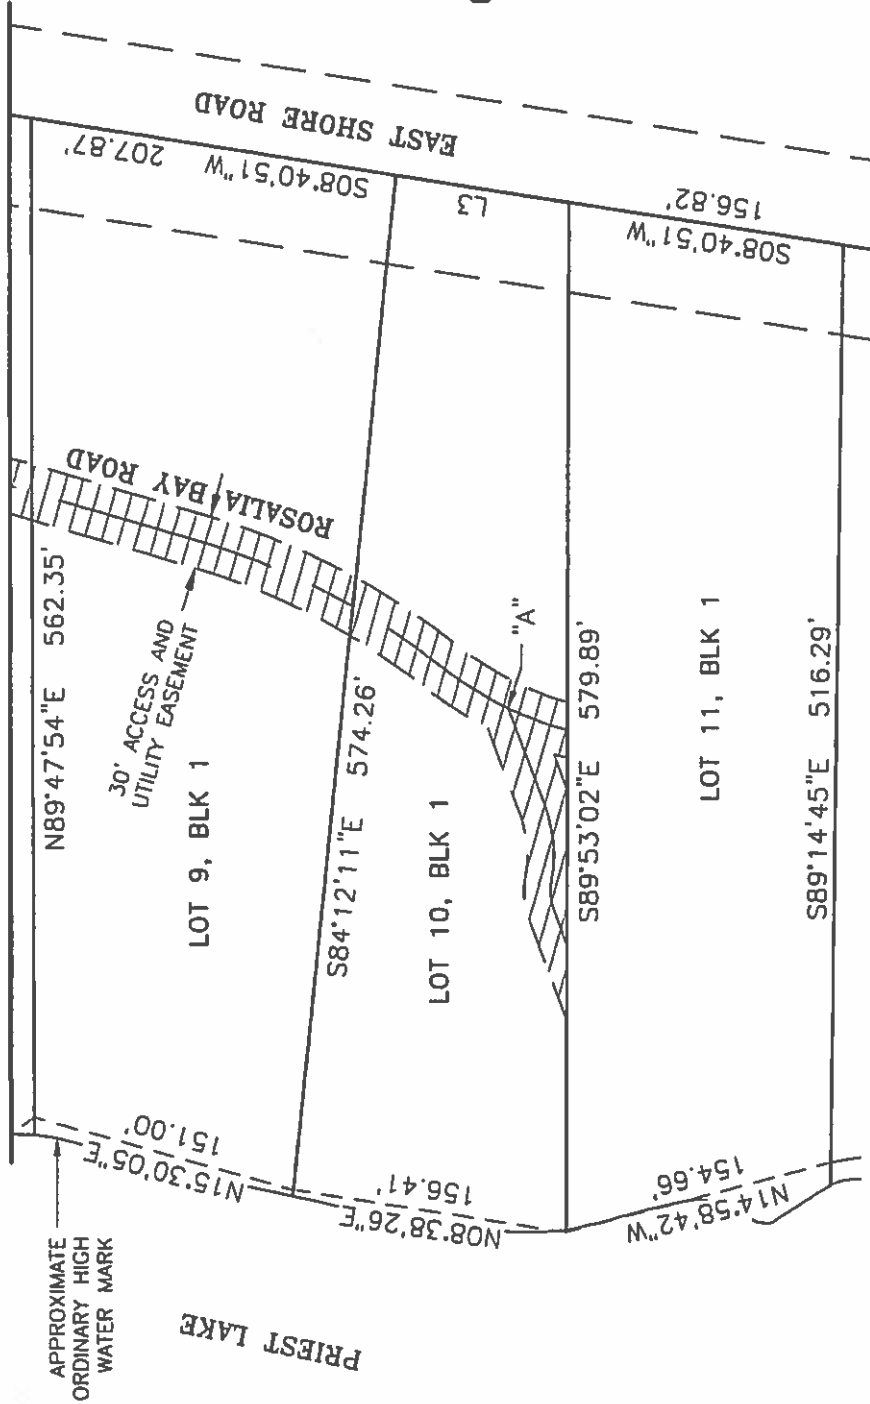 EAST SHORE ROAD
207.87'
S08°40'51"W
L3
156.82'
S08°40'51"W
ROSALIA BAY ROAD
N89°47'54"E 562.35'
30' ACCESS AND
UTILITY EASEMENT
LOT 9, BLK 1
S84°12'11"E 574.26'
"A"
LOT 10, BLK 1
S89°53'02"E 579.89'
LOT 11, BLK 1
S89°14'45"E 516.29'
N15°30'05"E
151.00'
N08°38'26"E
156.41'
N14°58'42"W
154.66'
APPROXIMATE
ORDINARY HIGH
WATER MARK
PRIEST LAKE